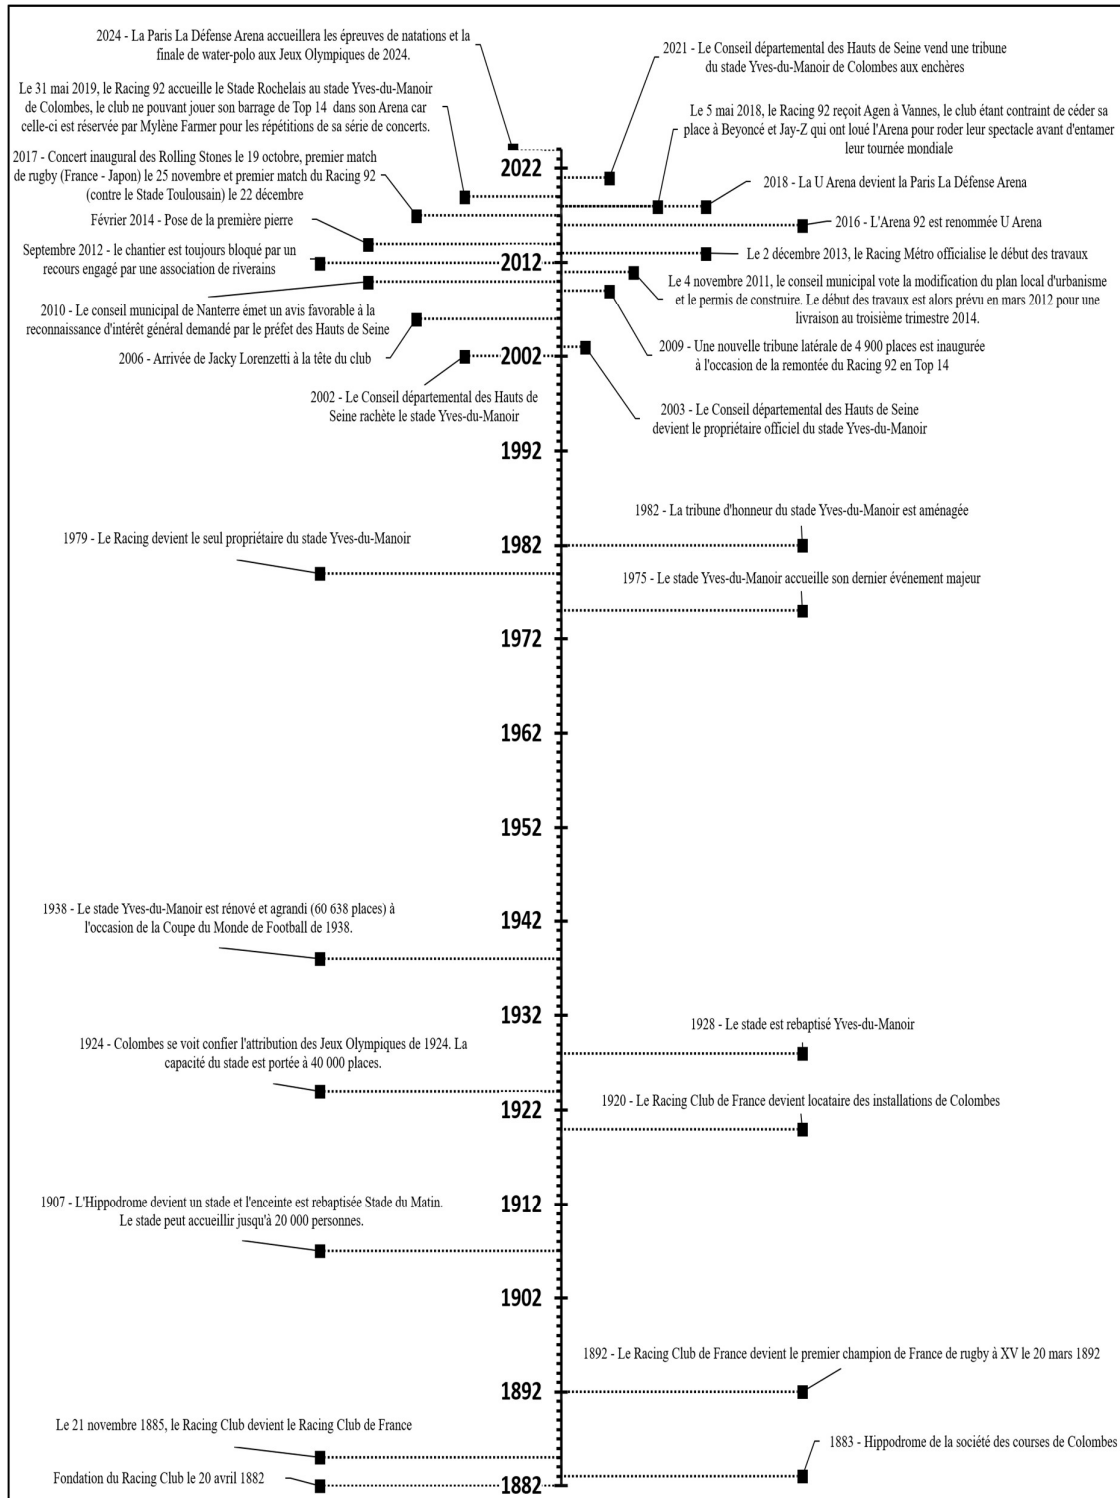 2024 - La Paris La Défense Arena accueillera les épreuves de natations et la
finale de water-polo aux Jeux Olympiques de 2024.
2021 - Le Conseil départemental des Hauts de Seine vend une tribune
du stade Yves-du-Manoir de Colombes aux enchères
Le 31 mai 2019, le Racing 92 accueille le Stade Rochelais au stade Yves-du-Manoir
de Colombes, le club ne pouvant jouer son barrage de Top 14 dans son Arena car
celle-ci est réservée par Mylène Farmer pour les répétitions de sa série de concerts.
Le 5 mai 2018, le Racing 92 reçoit Agen à Vannes, le club étant contraint de céder sa
place à Beyoncé et Jay-Z qui ont loué l'Arena pour roder leur spectacle avant d'entamer
leur tournée mondiale
2017 - Concert inaugural des Rolling Stones le 19 octobre, premier match
de rugby (France - Japon) le 25 novembre et premier match du Racing 92
(contre le Stade Toulousain) le 22 décembre
2022
2018 - La U Arena devient la Paris La Défense Arena
Février 2014 - Pose de la première pierre
2016 - L'Arena 92 est renommée U Arena
Septembre 2012 - le chantier est toujours bloqué par un
recours engagé par une association de riverains
2012
Le 2 décembre 2013, le Racing Métro officialise le début des travaux
Le 4 novembre 2011, le conseil municipal vote la modification du plan local d'urbanisme
et le permis de construire. Le début des travaux est alors prévu en mars 2012 pour une
livraison au troisième trimestre 2014.
2010 - Le conseil municipal de Nanterre émet un avis favorable à la
reconnaissance d'intérêt général demandé par le préfet des Hauts de Seine
2006 - Arrivée de Jacky Lorenzetti à la tête du club
2009 - Une nouvelle tribune latérale de 4 900 places est inaugurée
à l'occasion de la remontée du Racing 92 en Top 14
2002
2002 - Le Conseil départemental des Hauts de
Seine rachète le stade Yves-du-Manoir
2003 - Le Conseil départemental des Hauts de Seine
devient le propriétaire officiel du stade Yves-du-Manoir
1992
1982 - La tribune d'honneur du stade Yves-du-Manoir est aménagée
1979 - Le Racing devient le seul propriétaire du stade Yves-du-Manoir
1982
1975 - Le stade Yves-du-Manoir accueille son dernier événement majeur
1972
1962
1952
1938 - Le stade Yves-du-Manoir est rénové et agrandi (60 638 places) à
l'occasion de la Coupe du Monde de Football de 1938.
1942
1932
1928 - Le stade est rebaptisé Yves-du-Manoir
1924 - Colombes se voit confier l'attribution des Jeux Olympiques de 1924. La
capacité du stade est portée à 40 000 places.
1922
1920 - Le Racing Club de France devient locataire des installations de Colombes
1907 - L'Hippodrome devient un stade et l'enceinte est rebaptisée Stade du Matin.
Le stade peut accueillir jusqu'à 20 000 personnes.
1912
1902
1892 - Le Racing Club de France devient le premier champion de France de rugby à XV le 20 mars 1892
1892
Le 21 novembre 1885, le Racing Club devient le Racing Club de France
1883 - Hippodrome de la société des courses de Colombes
Fondation du Racing Club le 20 avril 1882
1882